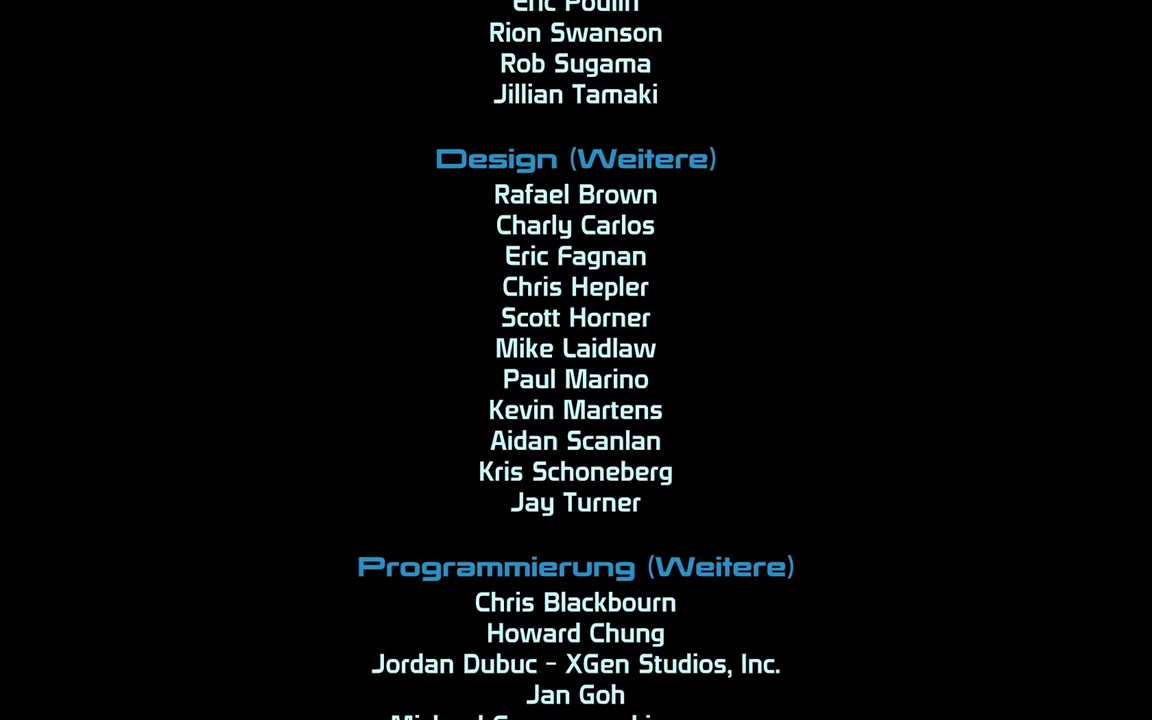 Eric Poulin
Rion Swanson
Rob Sugama
Jillian Tamaki
Design (Weitere)
Rafael Brown
Charly Carlos
Eric Fagnan
Chris Hepler
Scott Horner
Mike Laidlaw
Paul Marino
Kevin Martens
Aidan Scanlan
Kris Schoneberg
Jay Turner
Programmierung (Weitere)
Chris Blackbourn
Howard Chung
Jordan Dubuc - XGen Studios, Inc.
Jan Goh